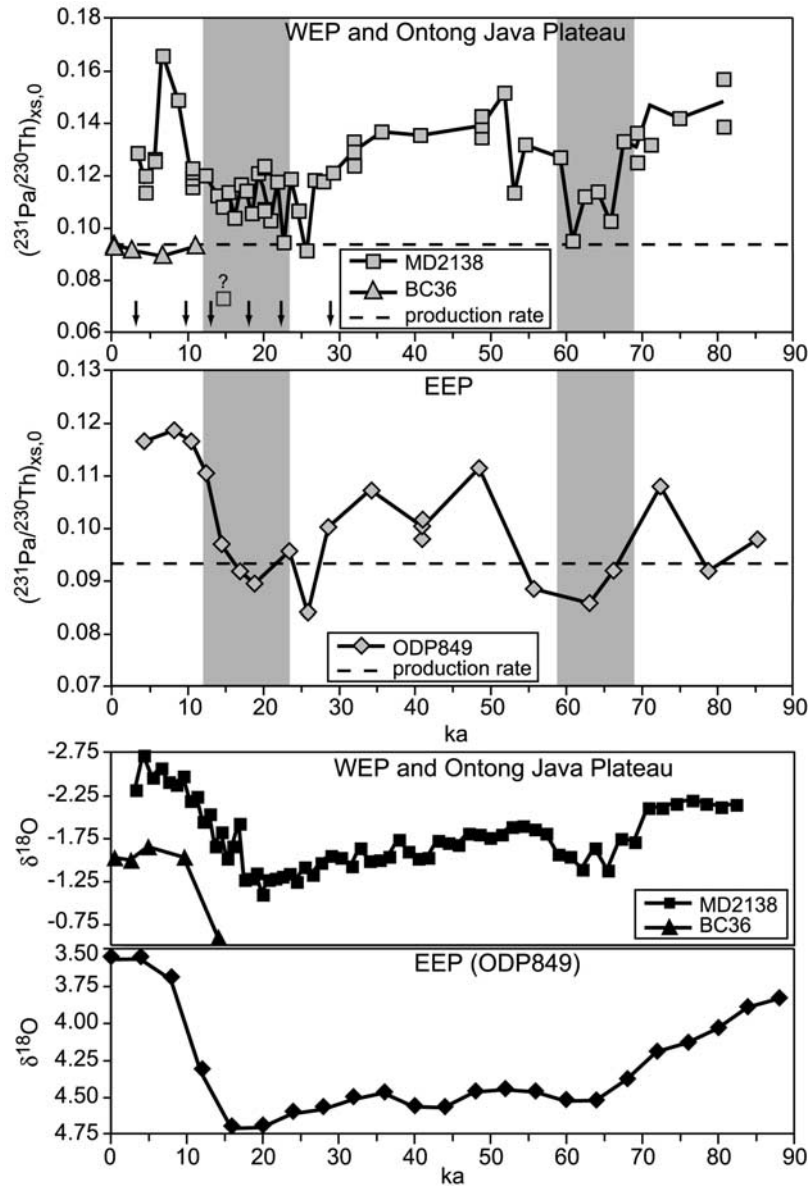 WEP and Ontong Java Plateau
(²³¹Pa/²³⁰Th)xs,0
0.18
0.16
0.14
0.12
0.10
0.08
0.06
?
MD2138
BC36
production rate
0 10 20 30 40 50 60 70 80 90
EEP
(²³¹Pa/²³⁰Th)xs,0
0.13
0.12
0.11
0.10
0.09
0.08
0.07
ODP849
production rate
0 10 20 30 40 50 60 70 80 90
ka
WEP and Ontong Java Plateau
δ¹⁸O
-2.75
-2.25
-1.75
-1.25
-0.75
MD2138
BC36
EEP (ODP849)
δ¹⁸O
3.50
3.75
4.00
4.25
4.50
4.75
0 10 20 30 40 50 60 70 80 90
ka